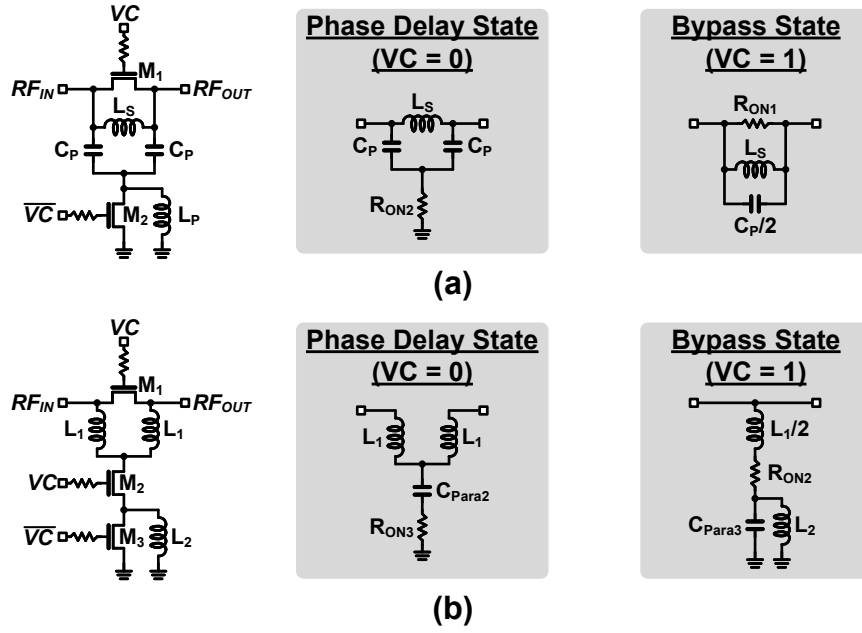 VC
M1
RFIN
RFOUT
LS
CP
CP
VC
M2
LP
Phase Delay State
(VC = 0)
LS
CP
CP
RON2
Bypass State
(VC = 1)
RON1
LS
CP/2
(a)
VC
M1
RFIN
RFOUT
L1
L1
VC
M2
VC
M3
L2
Phase Delay State
(VC = 0)
L1
L1
CPara2
RON3
Bypass State
(VC = 1)
L1/2
RON2
CPara3
L2
(b)